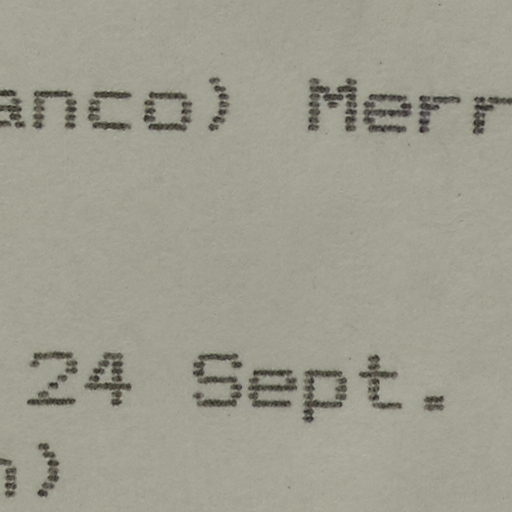 anco) Merr
24 Sept.
)